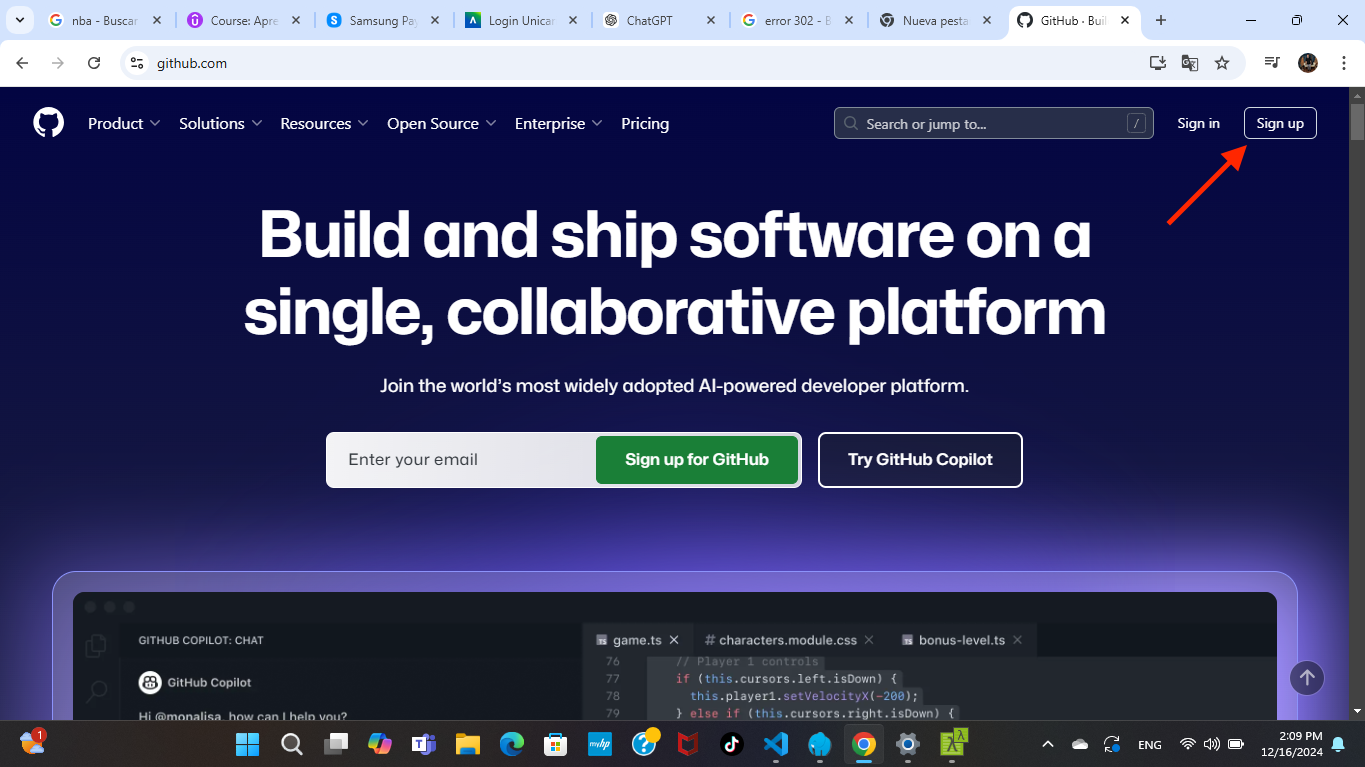 nba - Buscar
Course: Apre
Samsung Pay
Login Unicar
ChatGPT
error 302 - B
Nueva pesta
GitHub · Buil
github.com
Product
Solutions
Resources
Open Source
Enterprise
Pricing
Search or jump to...
/
Sign in
Sign up
Build and ship software on a
single, collaborative platform
Join the world's most widely adopted AI-powered developer platform.
Enter your email
Sign up for GitHub
Try GitHub Copilot
GITHUB COPILOT: CHAT
TS game.ts
# characters.module.css
TS bonus-level.ts
GitHub Copilot
Hi @monalisa, how can I help you?
76 // Player 1 controls
77 if (this.cursors.left.isDown) {
78 this.player1.setVelocityX(-200);
79 } else if (this.cursors.right.isDown) {
1
myhp
λ
ENG
2:09 PM
12/16/2024